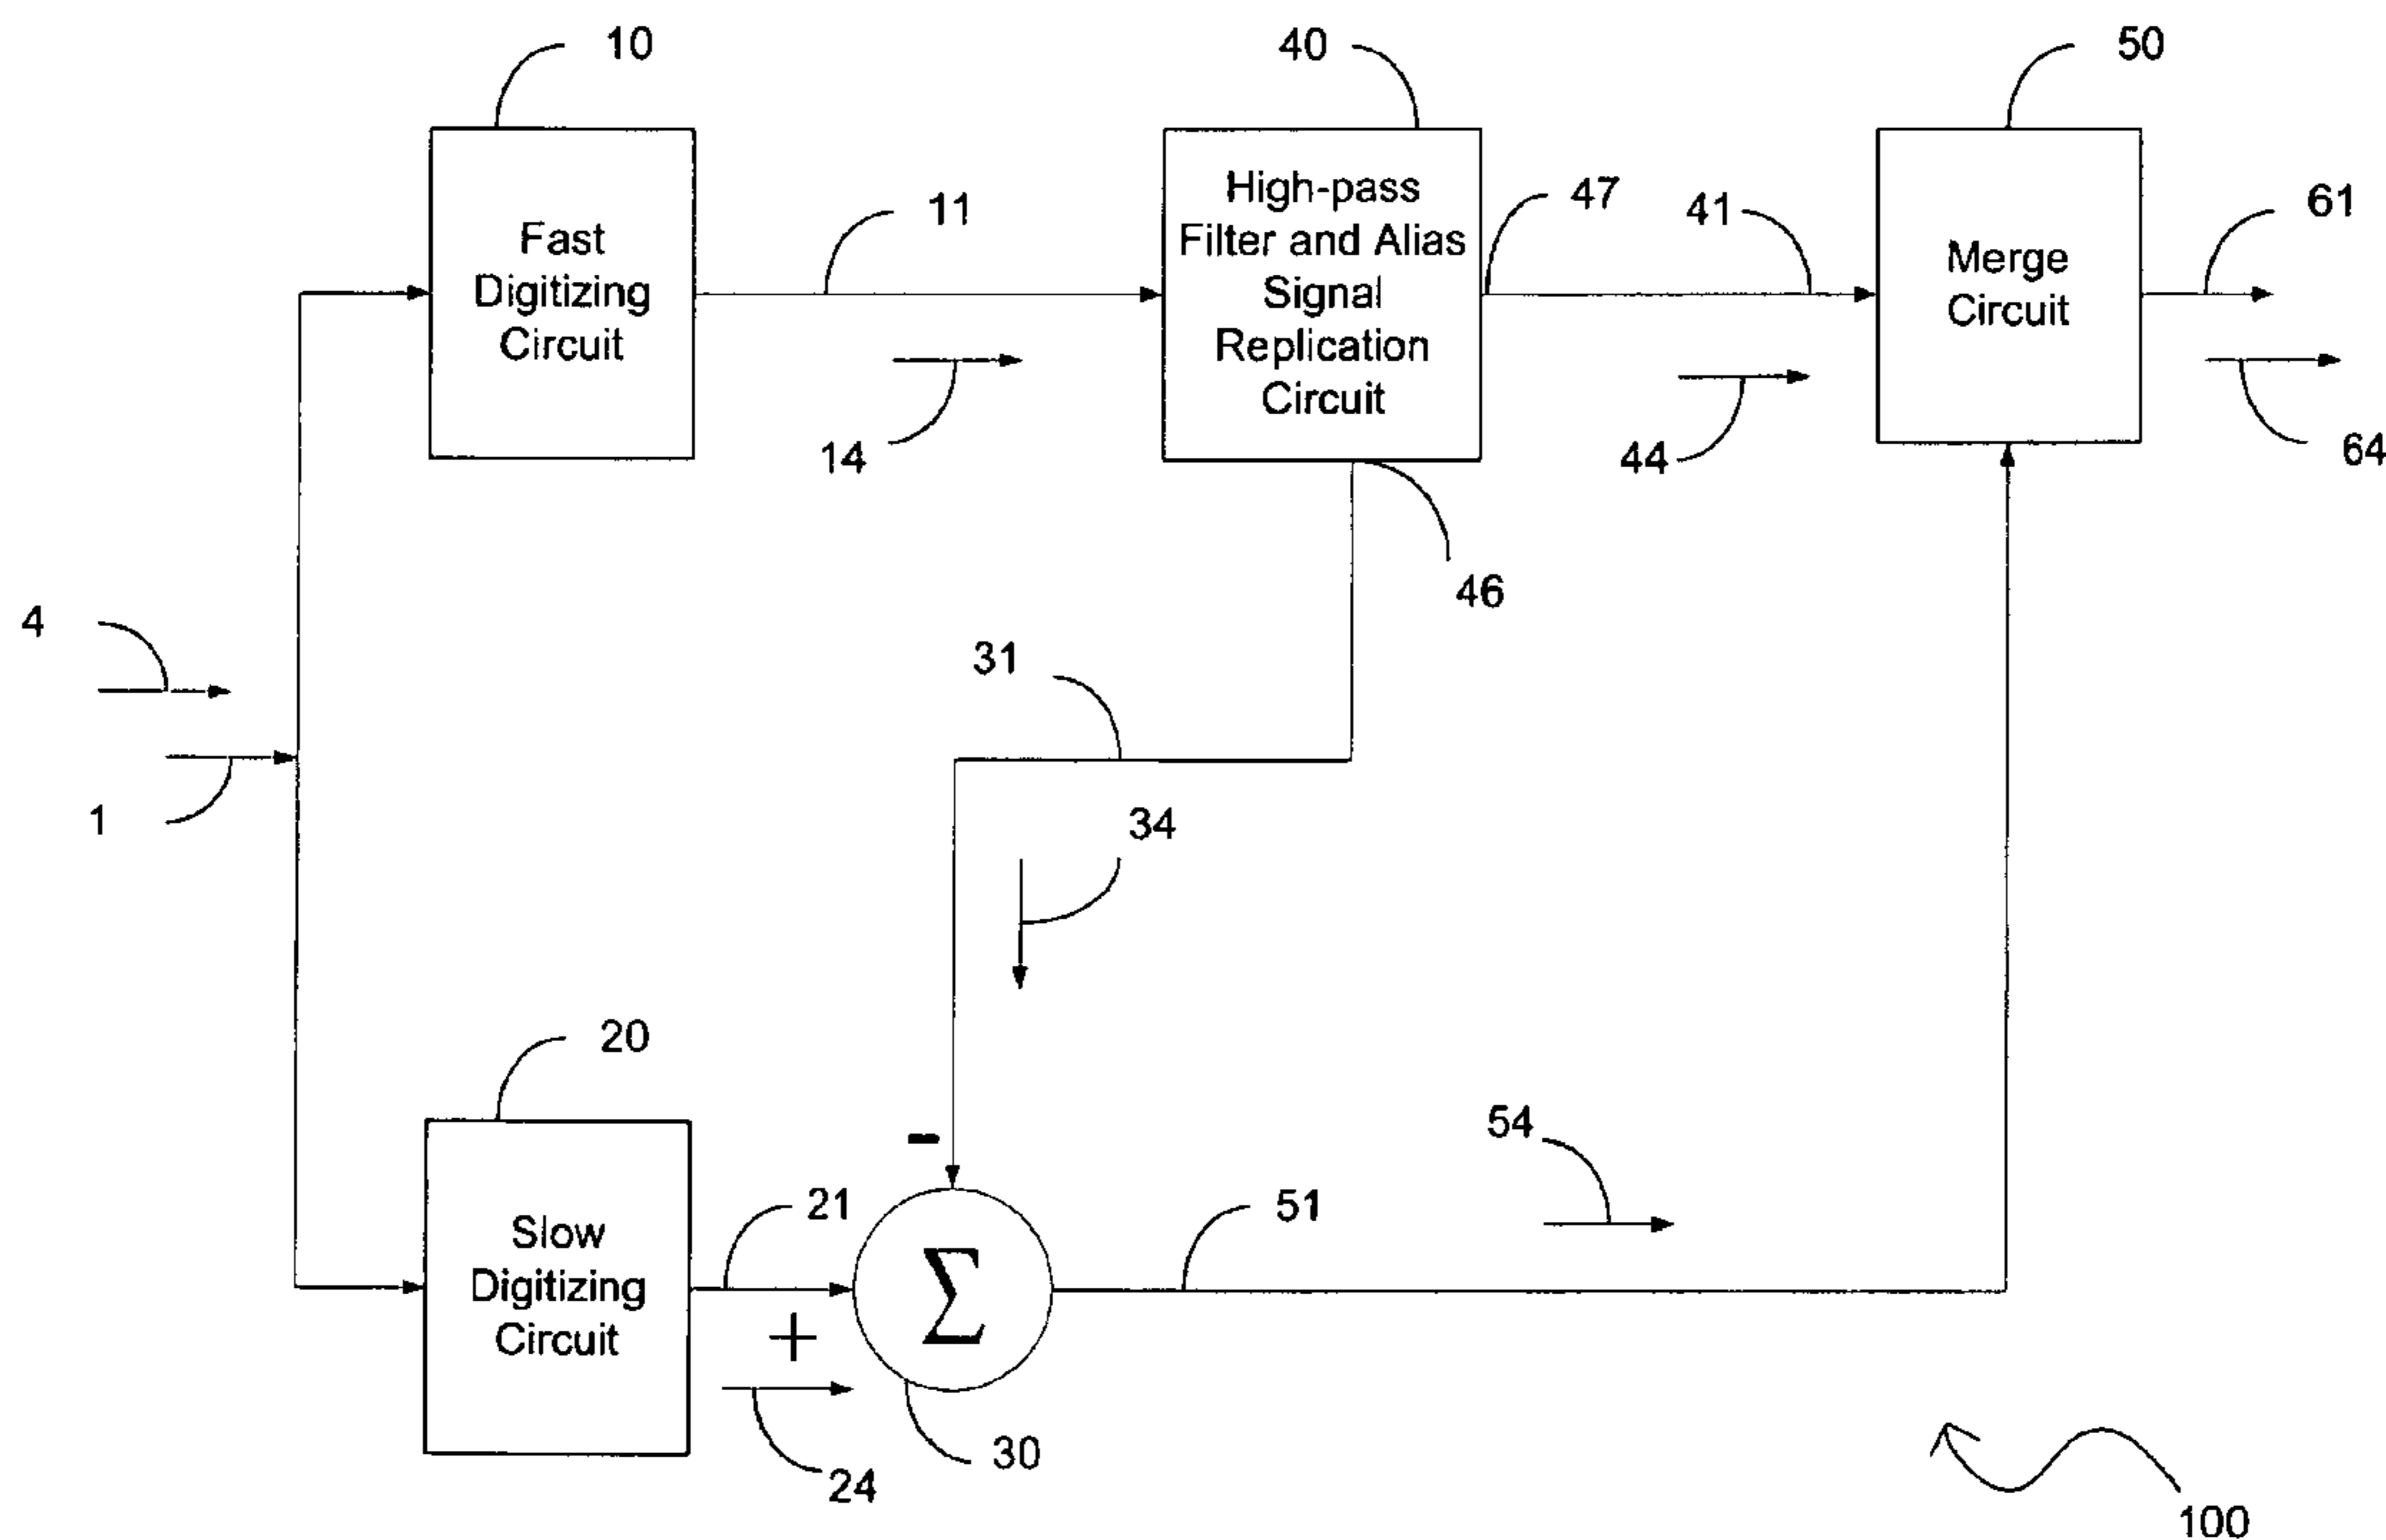 10
40
50
Fast
Digitizing
Circuit
High-pass
Filter and Alias
Signal
Replication
Circuit
Merge
Circuit
11
47
41
61
14
44
64
46
4
31
1
34
20
-
54
Slow
Digitizing
Circuit
21
+
Σ
51
24
30
100